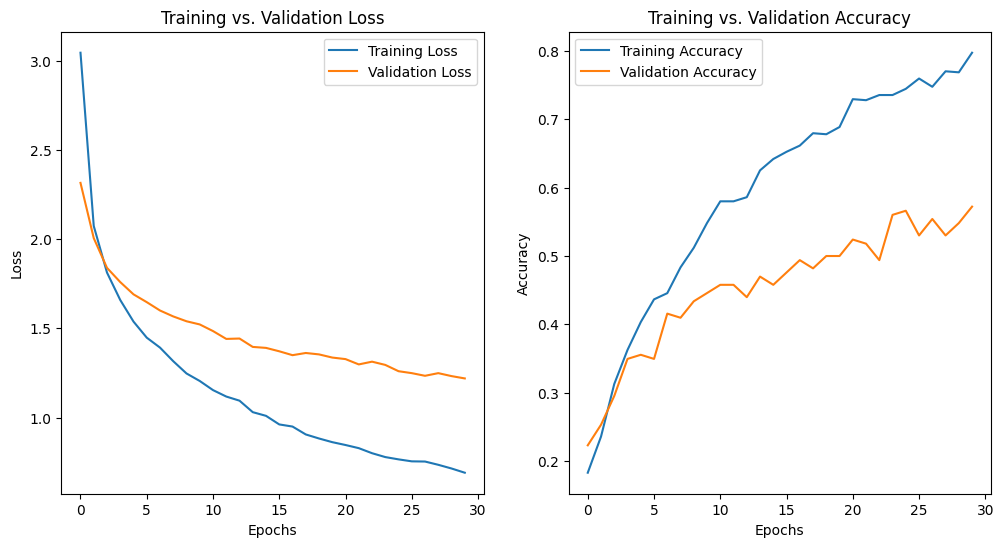 Training vs. Validation Loss
Training Loss
Validation Loss
3.0
2.5
2.0
1.5
1.0
Loss
0 5 10 15 20 25 30
Epochs
Training vs. Validation Accuracy
Training Accuracy
Validation Accuracy
0.8
0.7
0.6
0.5
0.4
0.3
0.2
Accuracy
0 5 10 15 20 25 30
Epochs